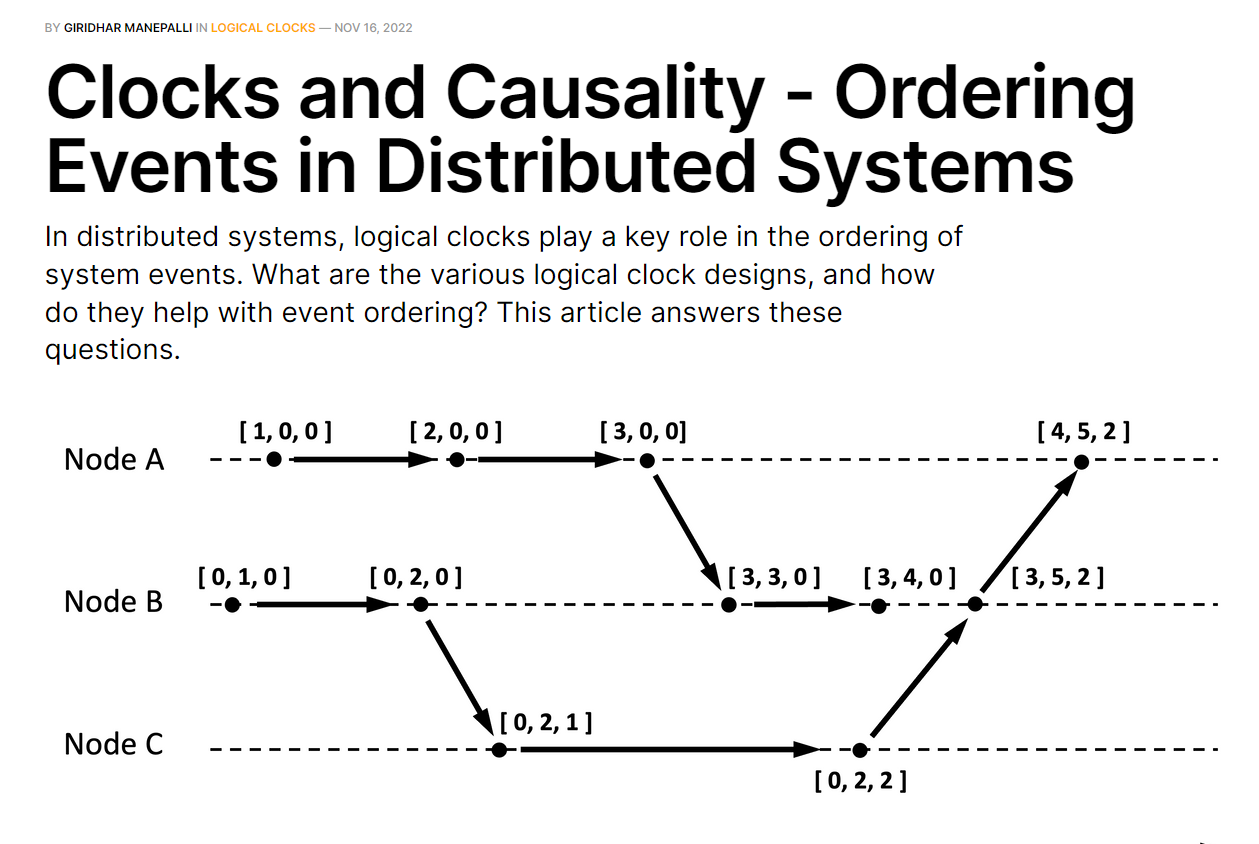 BY GIRIDHAR MANEPALLI IN LOGICAL CLOCKS — NOV 16, 2022
Clocks and Causality - Ordering
Events in Distributed Systems
In distributed systems, logical clocks play a key role in the ordering of
system events. What are the various logical clock designs, and how
do they help with event ordering? This article answers these
questions.
[ 1, 0, 0 ] [ 2, 0, 0 ] [ 3, 0, 0] [ 4, 5, 2 ]
Node A
[ 0, 1, 0 ] [ 0, 2, 0 ] [ 3, 3, 0 ] [ 3, 4, 0 ] [ 3, 5, 2 ]
Node B
[ 0, 2, 1 ]
Node C
[ 0, 2, 2 ]